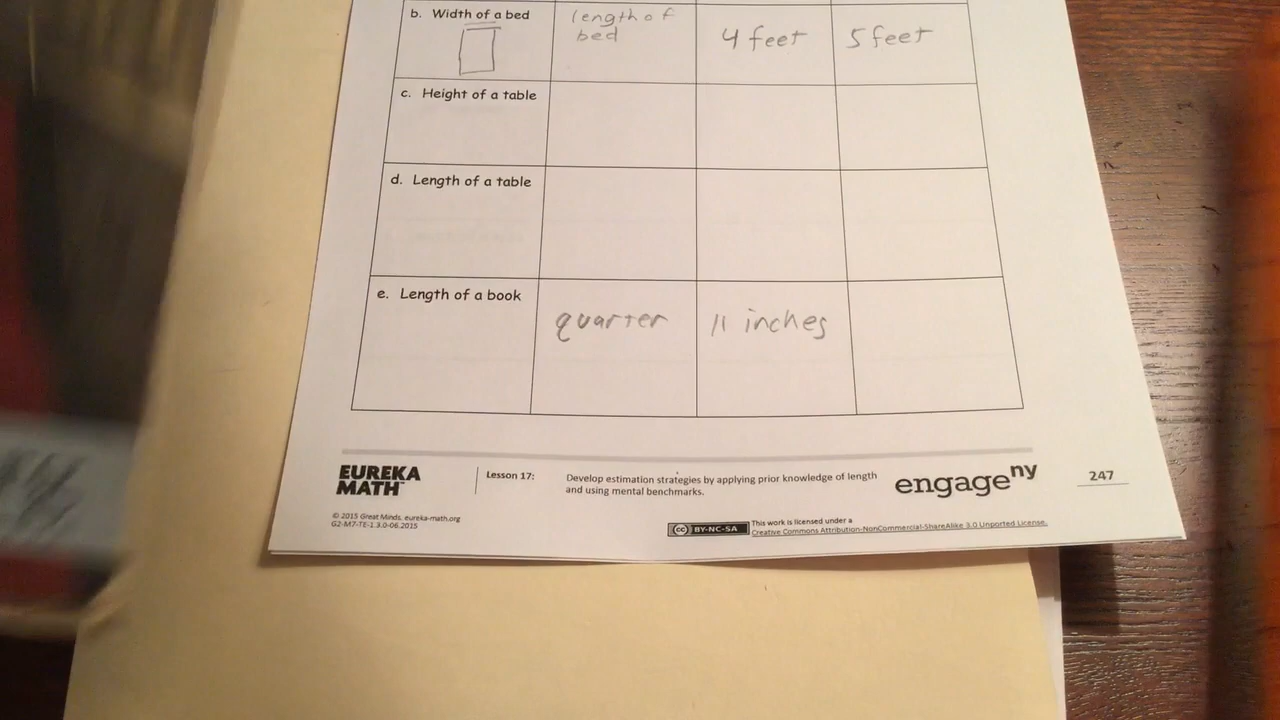 b. Width of a bed
length of
bed
4 feet
5 feet
c. Height of a table
d. Length of a table
e. Length of a book
quarter
11 inches
EUREKA
MATH™
Lesson 17:
Develop estimation strategies by applying prior knowledge of length
and using mental benchmarks.
engageny
247
© 2015 Great Minds. eureka-math.org
G2-M7-TE-1.3.0-06.2015
cc BY-NC-SA
This work is licensed under a
Creative Commons Attribution-NonCommercial-ShareAlike 3.0 Unported License.